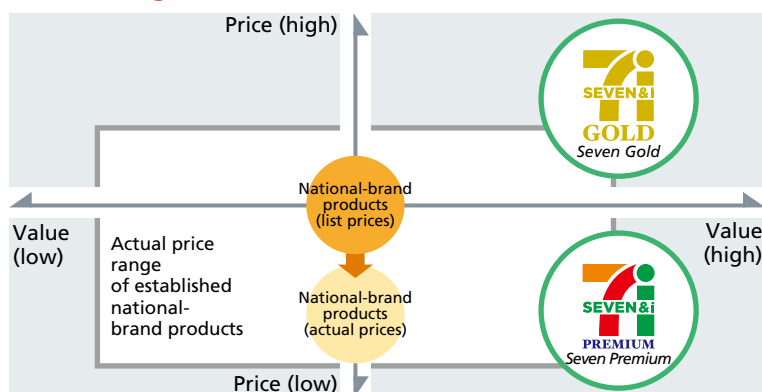 Price (high)
SEVEN&i
GOLD
Seven Gold
National-brand
products
(list prices)
Value
(low)
Value
(high)
Actual price
range
of established
national-
brand products
National-brand
products
(actual prices)
SEVEN&i
PREMIUM
Seven Premium
Price (low)